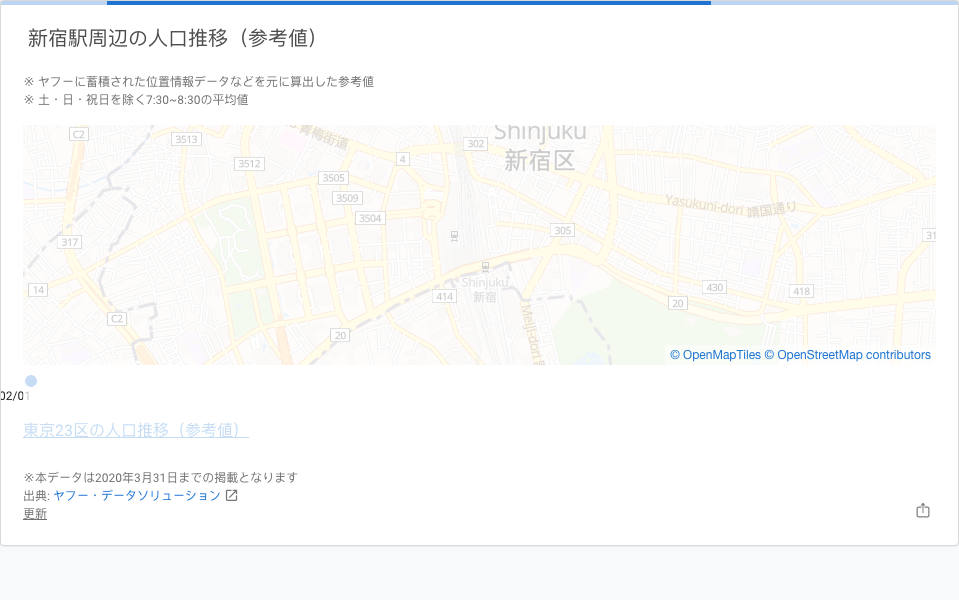 新宿駅周辺の人口推移（参考値）
※ ヤフーに蓄積された位置情報データなどを元に算出した参考値
※ 土・日・祝日を除く7:30~8:30の平均値
C2
3513
青梅街道
302
Shinjuku
新宿区
4
3512
3505
3509
3504
Yasukuni-dori 靖国通り
305
31
317
Shinjuku
新宿
14
414
430
418
20
C2
20
Meiji-dori
© OpenMapTiles © OpenStreetMap contributors
02/01
東京23区の人口推移（参考値）
※本データは2020年3月31日までの掲載となります
出典: ヤフー・データソリューション
更新